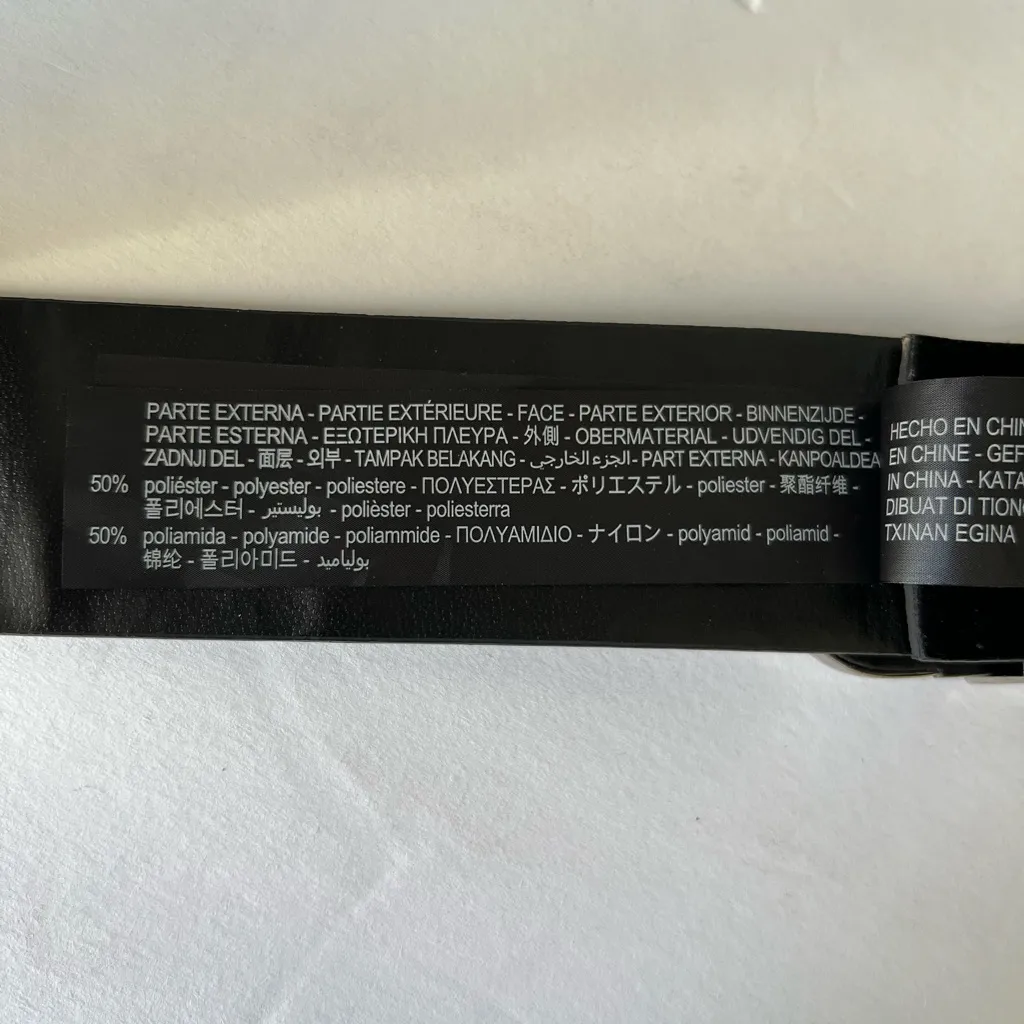 PARTE EXTERNA - PARTIE EXTÉRIEURE - FACE - PARTE EXTERIOR - BINNENZIJDE -
PARTE ESTERNA - ΕΞΩΤΕΡΙΚΗ ΠΛΕΥΡΑ - 外側 - OBERMATERIAL - UDVENDIG DEL -
ZADNJI DEL - 面层 - 외부 - TAMPAK BELAKANG - الجزء الخارجي - PART EXTERNA - KANPOALDEA
50% poliéster - polyester - poliestere - ΠΟΛΥΕΣΤΕΡΑΣ - ポリエステル - poliester - 聚酯纤维 -
폴리에스터 - بوليستير - polièster - poliesterra
50% poliamida - polyamide - poliammide - ΠΟΛΥΑΜΙΔΙΟ - ナイロン - polyamid - poliamid -
锦纶 - 폴리아미드 - بولياميد
HECHO EN CHIN
EN CHINE - GEF
IN CHINA - KATA
DIBUAT DI TIONG
TXINAN EGINA